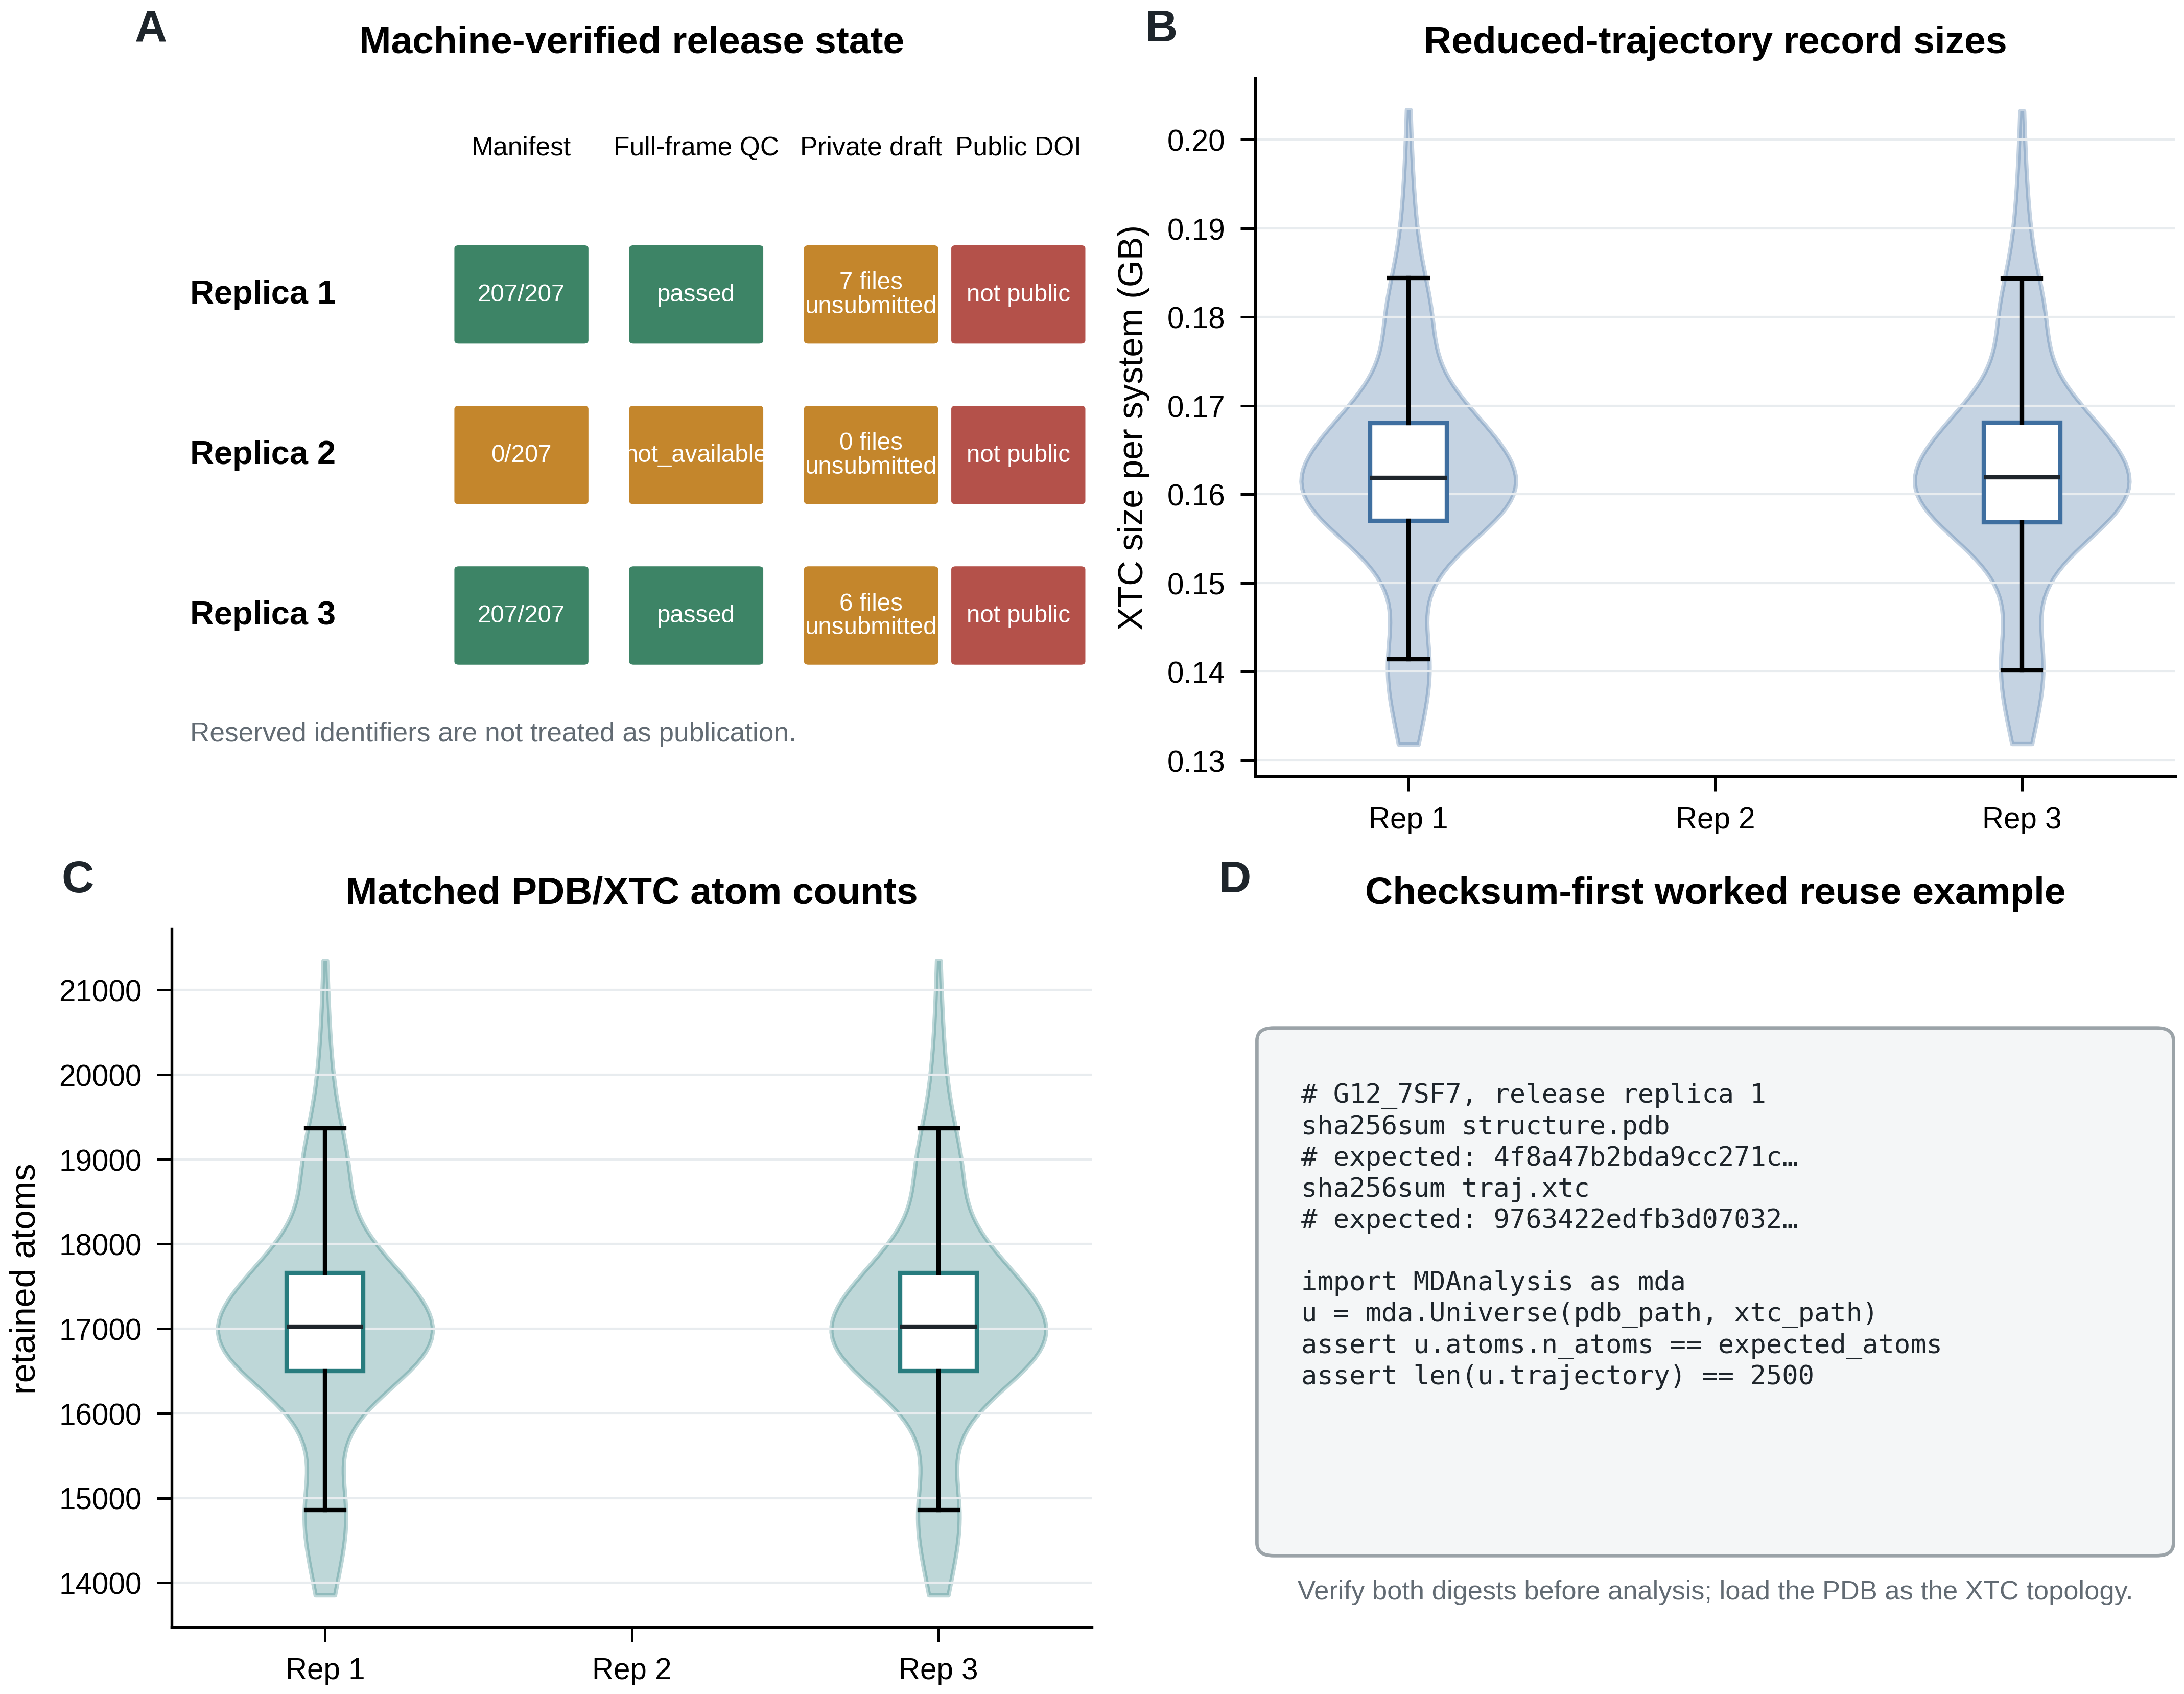 A
Machine-verified release state
Manifest Full-frame QC Private draft Public DOI
Replica 1
207/207
passed
7 files
unsubmitted
not public
Replica 2
0/207
not_available
0 files
unsubmitted
not public
Replica 3
207/207
passed
6 files
unsubmitted
not public
Reserved identifiers are not treated as publication.
B
Reduced-trajectory record sizes
XTC size per system (GB)
0.20
0.19
0.18
0.17
0.16
0.15
0.14
0.13
Rep 1 Rep 2 Rep 3
C
Matched PDB/XTC atom counts
retained atoms
21000
20000
19000
18000
17000
16000
15000
14000
Rep 1 Rep 2 Rep 3
D
Checksum-first worked reuse example
# G12_7SF7, release replica 1
sha256sum structure.pdb
# expected: 4f8a47b2bda9cc271c…
sha256sum traj.xtc
# expected: 9763422edfb3d07032…
import MDAnalysis as mda
u = mda.Universe(pdb_path, xtc_path)
assert u.atoms.n_atoms == expected_atoms
assert len(u.trajectory) == 2500
Verify both digests before analysis; load the PDB as the XTC topology.